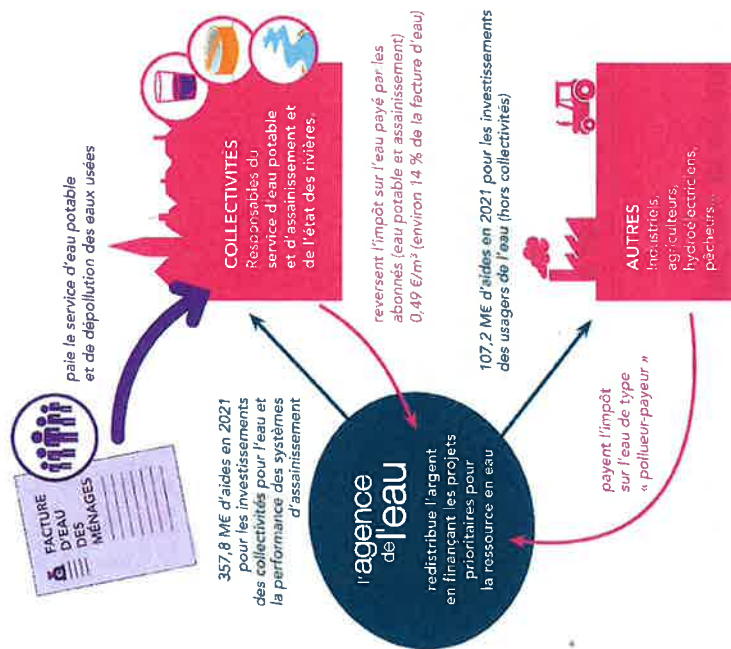 FACTURE
D'EAU
DES
MÉNAGES
paie le service d'eau potable
et de dépollution des eaux usées
COLLECTIVITÉS
Responsables du
service d'eau potable
et d'assainissement et
de l'état des rivières.
357,8 M€ d'aides en 2021
pour les investissements
des collectivités pour l'eau et
la performance des systèmes
d'assainissement
reversent l'impôt sur l'eau payé par les
abonnés (eau potable et assainissement)
0,49 €/m³ (environ 14 % de la facture d'eau)
l'agence
de l'eau
redistribue l'argent
en finançant les projets
prioritaires pour
la ressource en eau
107,2 M€ d'aides en 2021 pour les investissements
des usagers de l'eau (hors collectivités)
payent l'impôt
sur l'eau de type
« pollueur-payeur »
AUTRES
Industriels,
agriculteurs,
hydroélectriciens,
pêcheurs...